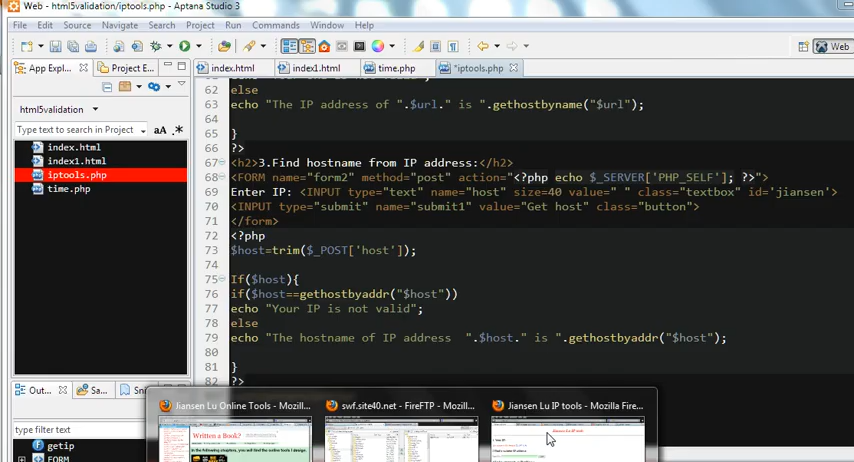 Web - html5validation/iptools.php - Aptana Studio 3
File Edit Source Navigate Search Project Run Commands Window Help
Web
App Expl... Project E...
index.html index1.html time.php *iptools.php
html5validation
Type text to search in Project aA .*
index.html
index1.html
iptools.php
time.php
62 else
63 echo "The IP address of ".$url." is ".gethostbyname("$url");
64
65 }
66 ?>
67 <h2>3.Find hostname from IP address:</h2>
68 <FORM name="form2" method="post" action="<?php echo $_SERVER['PHP_SELF']; ?>">
69 Enter IP: <INPUT type="text" name="host" size=40 value=" " class="textbox" id='jiansen'>
70 <INPUT type="submit" name="submit1" value="Get host" class="button">
71 </form>
72 <?php
73 $host=trim($_POST['host']);
74
75 If($host){
76 if($host==gethostbyaddr("$host"))
77 echo "Your IP is not valid";
78 else
79 echo "The hostname of IP address ".$host." is ".gethostbyaddr("$host");
80
81 }
82 ?>
Out... Sa... Sni
type filter text
getip
FORM
Jiansen Lu Online Tools - Mozill...
swf.site40.net - FireFTP - Mozilla...
Jiansen Lu IP tools - Mozilla Fire...
Written a Book?